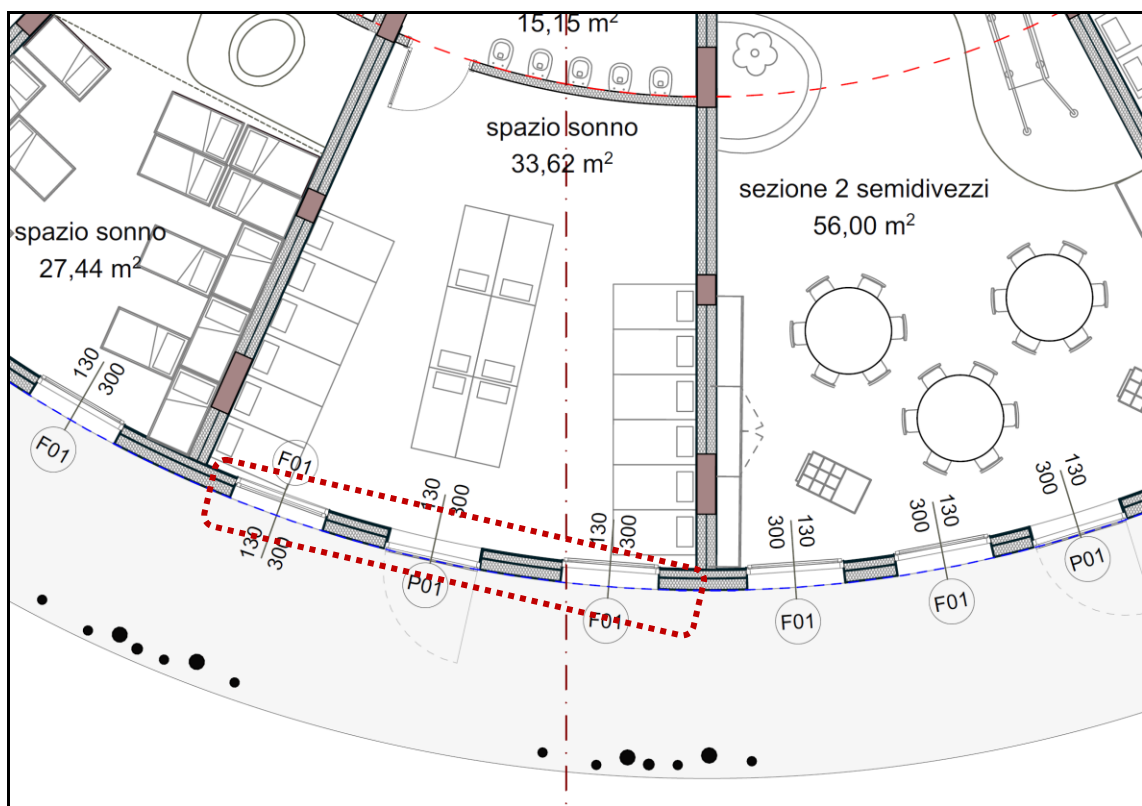 15,15 m²
spazio sonno
33,62 m²
sezione 2 semidivezzi
56,00 m²
spazio sonno
27,44 m²
130
300
F01
F01
130
300
130
300
P01
130
300
F01
130
300
F01
130
300
F01
130
300
P01